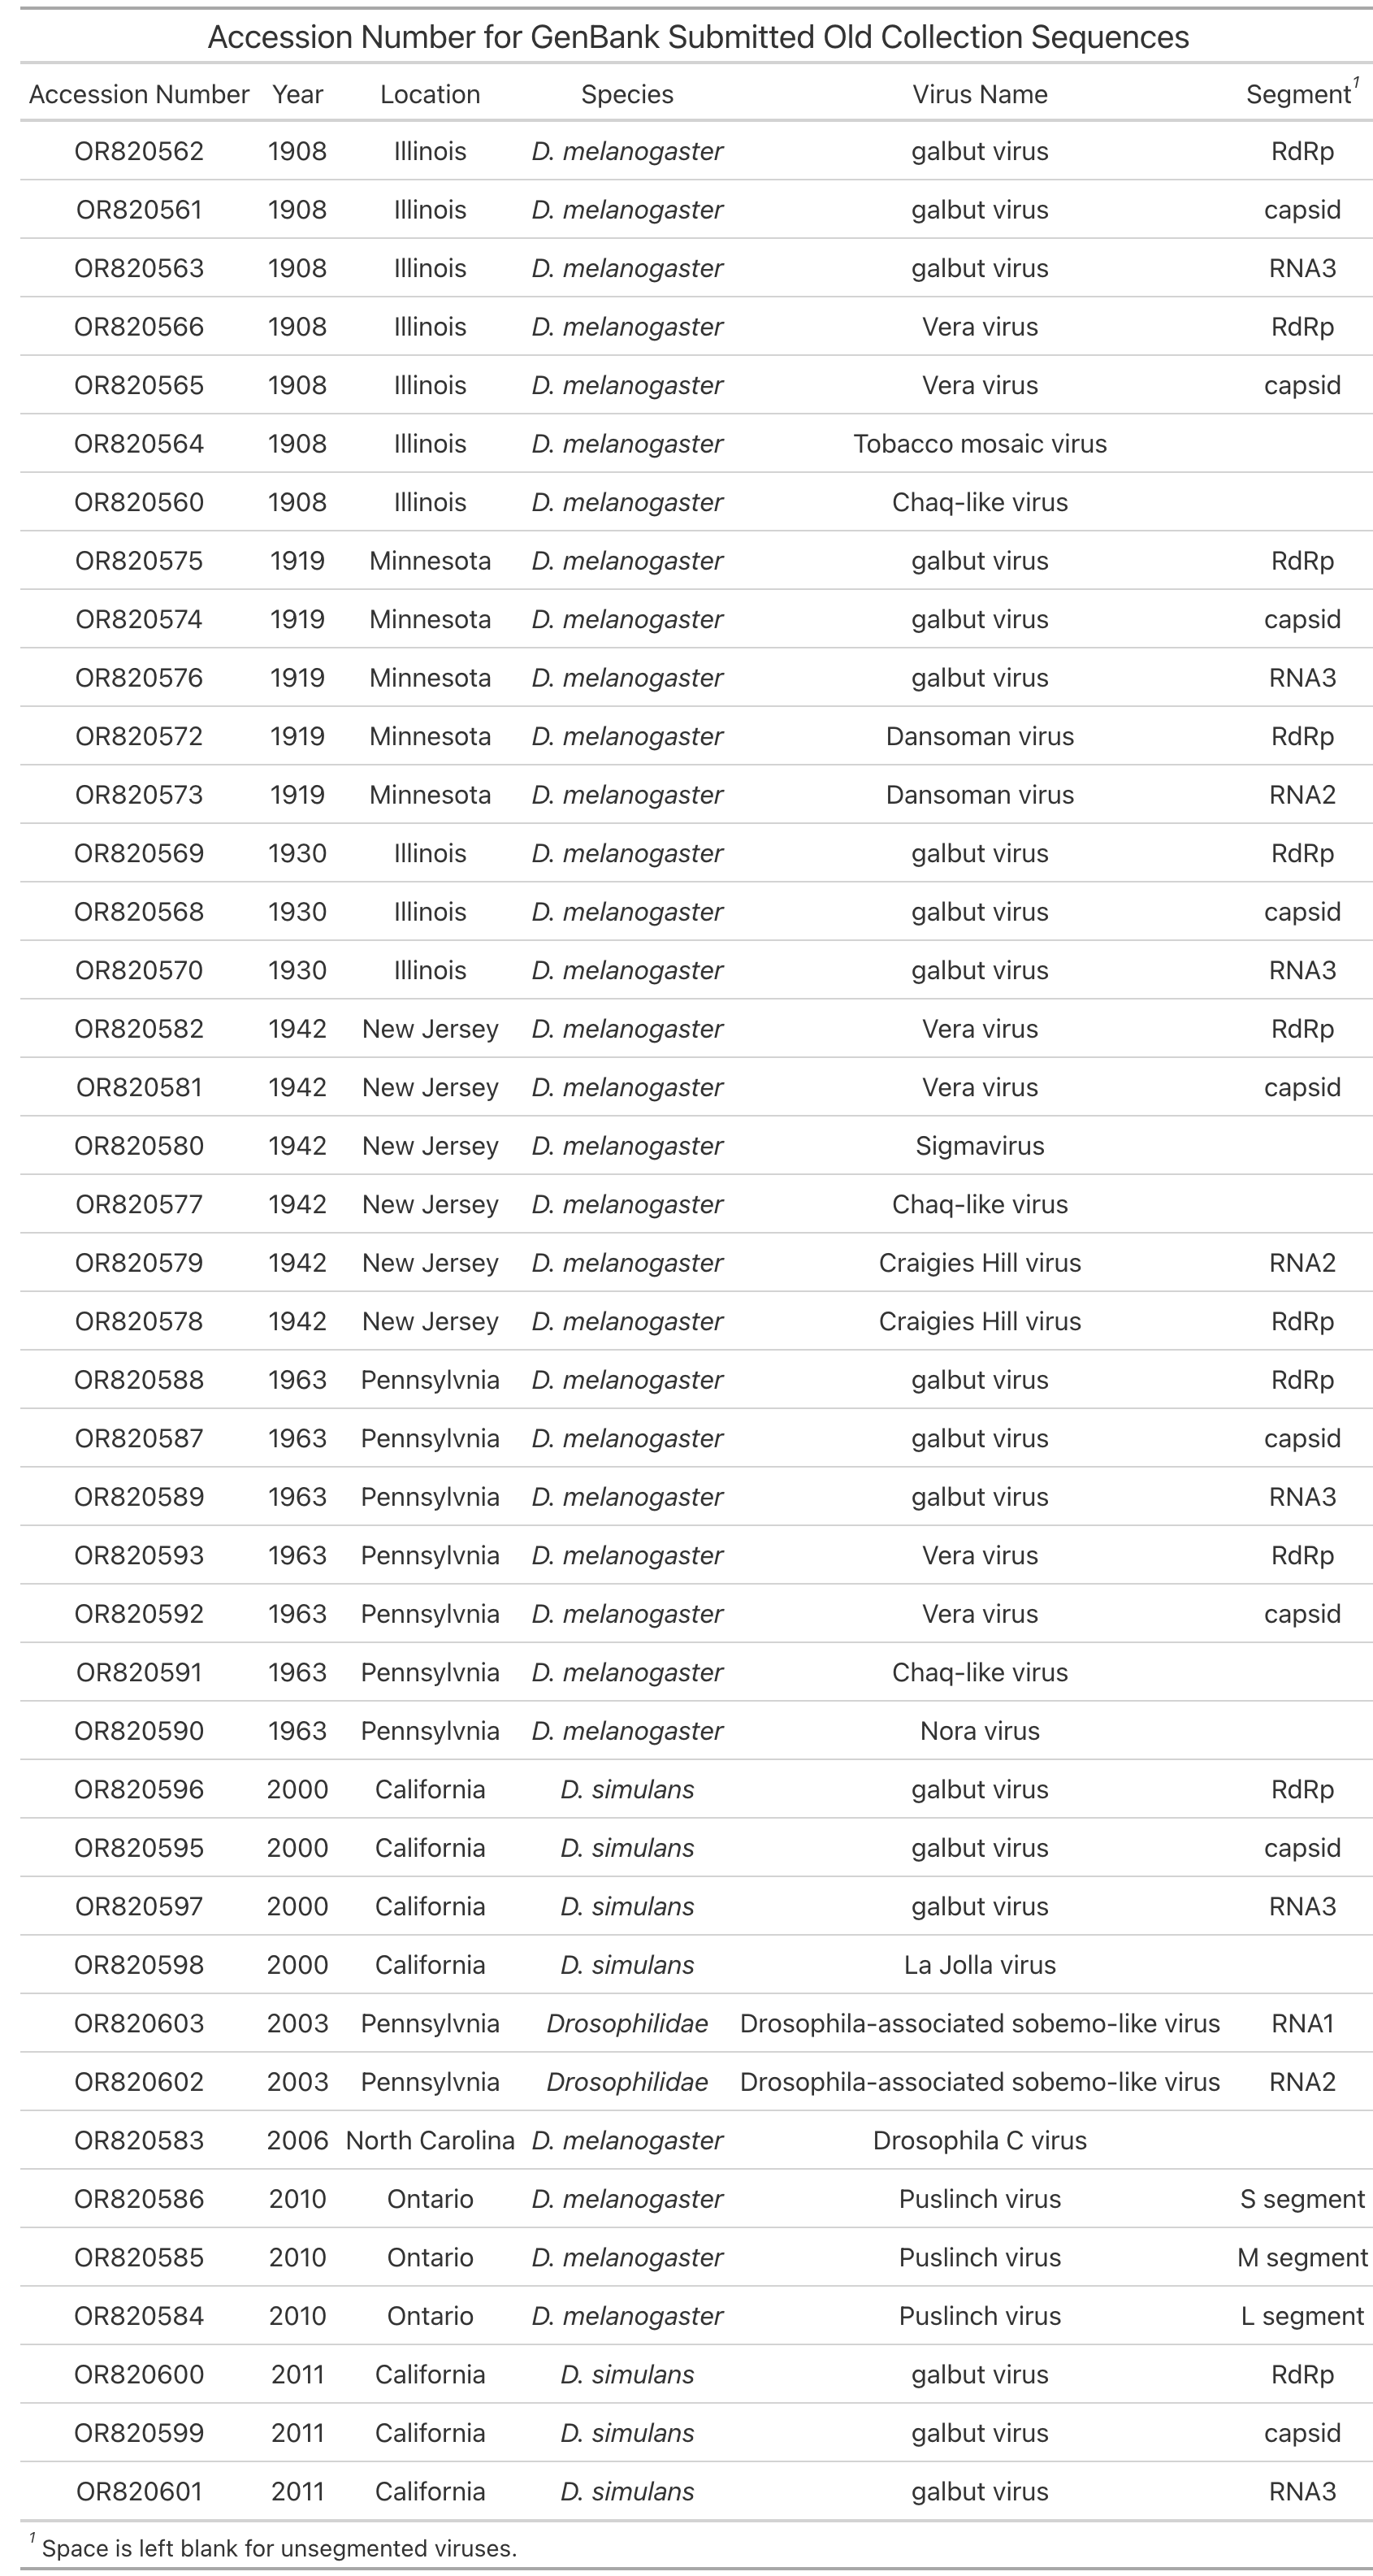 Accession Number for GenBank Submitted Old Collection Sequences
Accession Number Year Location Species Virus Name Segment1
OR820562 1908 Illinois D. melanogaster galbut virus RdRp
OR820561 1908 Illinois D. melanogaster galbut virus capsid
OR820563 1908 Illinois D. melanogaster galbut virus RNA3
OR820566 1908 Illinois D. melanogaster Vera virus RdRp
OR820565 1908 Illinois D. melanogaster Vera virus capsid
OR820564 1908 Illinois D. melanogaster Tobacco mosaic virus
OR820560 1908 Illinois D. melanogaster Chaq-like virus
OR820575 1919 Minnesota D. melanogaster galbut virus RdRp
OR820574 1919 Minnesota D. melanogaster galbut virus capsid
OR820576 1919 Minnesota D. melanogaster galbut virus RNA3
OR820572 1919 Minnesota D. melanogaster Dansoman virus RdRp
OR820573 1919 Minnesota D. melanogaster Dansoman virus RNA2
OR820569 1930 Illinois D. melanogaster galbut virus RdRp
OR820568 1930 Illinois D. melanogaster galbut virus capsid
OR820570 1930 Illinois D. melanogaster galbut virus RNA3
OR820582 1942 New Jersey D. melanogaster Vera virus RdRp
OR820581 1942 New Jersey D. melanogaster Vera virus capsid
OR820580 1942 New Jersey D. melanogaster Sigmavirus
OR820577 1942 New Jersey D. melanogaster Chaq-like virus
OR820579 1942 New Jersey D. melanogaster Craigies Hill virus RNA2
OR820578 1942 New Jersey D. melanogaster Craigies Hill virus RdRp
OR820588 1963 Pennsylvnia D. melanogaster galbut virus RdRp
OR820587 1963 Pennsylvnia D. melanogaster galbut virus capsid
OR820589 1963 Pennsylvnia D. melanogaster galbut virus RNA3
OR820593 1963 Pennsylvnia D. melanogaster Vera virus RdRp
OR820592 1963 Pennsylvnia D. melanogaster Vera virus capsid
OR820591 1963 Pennsylvnia D. melanogaster Chaq-like virus
OR820590 1963 Pennsylvnia D. melanogaster Nora virus
OR820596 2000 California D. simulans galbut virus RdRp
OR820595 2000 California D. simulans galbut virus capsid
OR820597 2000 California D. simulans galbut virus RNA3
OR820598 2000 California D. simulans La Jolla virus
OR820603 2003 Pennsylvnia Drosophilidae Drosophila-associated sobemo-like virus RNA1
OR820602 2003 Pennsylvnia Drosophilidae Drosophila-associated sobemo-like virus RNA2
OR820583 2006 North Carolina D. melanogaster Drosophila C virus
OR820586 2010 Ontario D. melanogaster Puslinch virus S segment
OR820585 2010 Ontario D. melanogaster Puslinch virus M segment
OR820584 2010 Ontario D. melanogaster Puslinch virus L segment
OR820600 2011 California D. simulans galbut virus RdRp
OR820599 2011 California D. simulans galbut virus capsid
OR820601 2011 California D. simulans galbut virus RNA3
1 Space is left blank for unsegmented viruses.